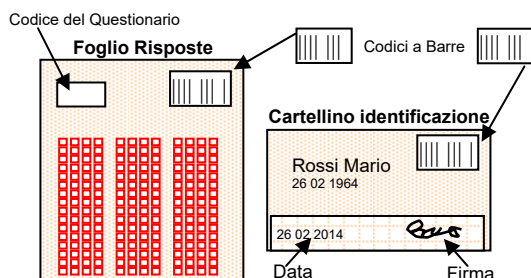 Codice del Questionario
Foglio Risposte
Codici a Barre
Cartellino identificazione
Rossi Mario
26 02 1964
26 02 2014
Data
Firma